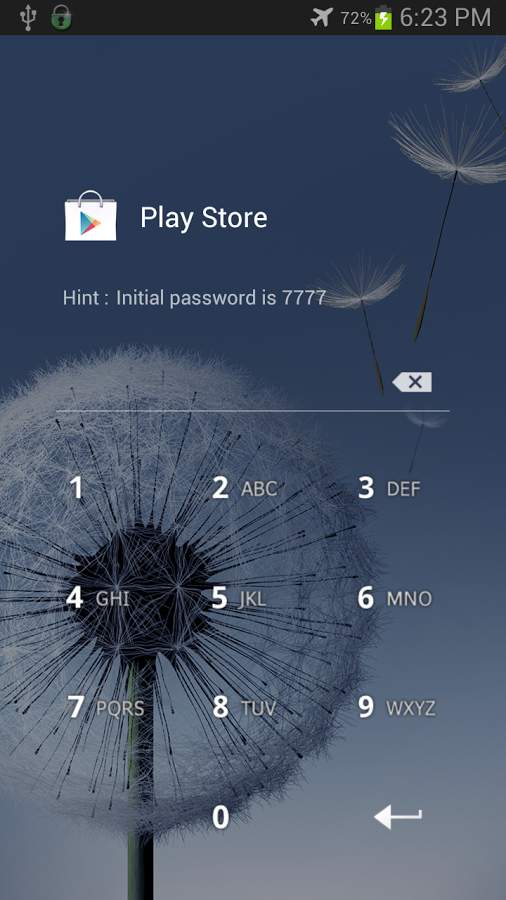 72% 6:23 PM
Play Store
Hint : Initial password is 7777
1 2 ABC 3 DEF
4 GHI 5 JKL 6 MNO
7 PQRS 8 TUV 9 WXYZ
0